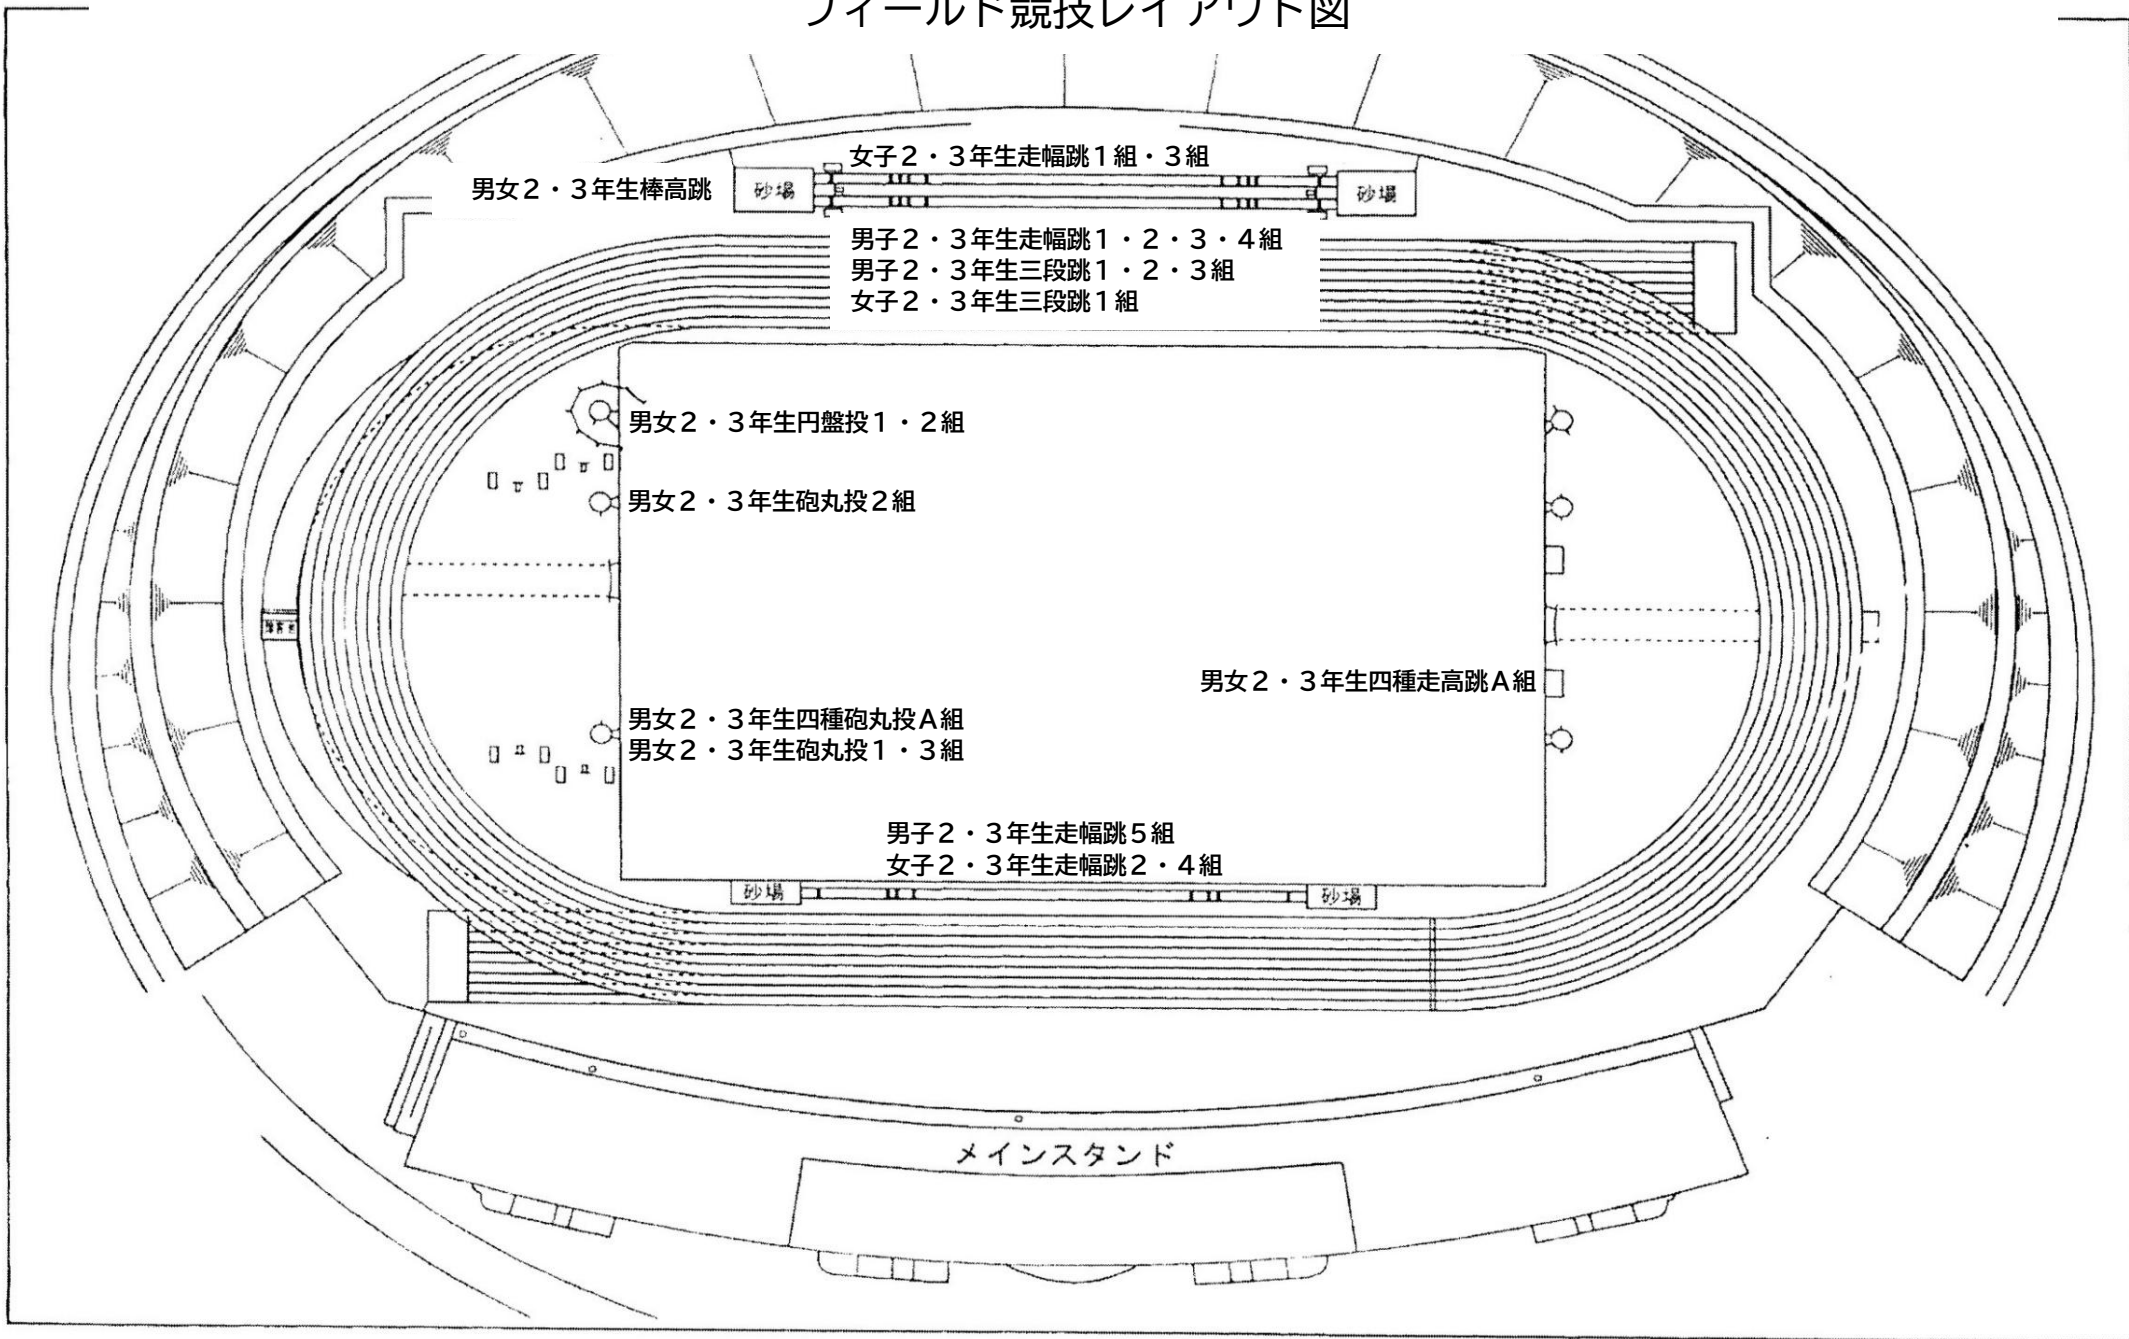 フィールド競技レイアウト図
女子２・３年生走幅跳１組・３組
男女２・３年生棒高跳
砂場
砂場
男子２・３年生走幅跳１・２・３・４組
男子２・３年生三段跳１・２・３組
女子２・３年生三段跳１組
男女２・３年生円盤投１・２組
男女２・３年生砲丸投２組
男女２・３年生四種走高跳Ａ組
男女２・３年生四種砲丸投Ａ組
男女２・３年生砲丸投１・３組
男子２・３年生走幅跳５組
女子２・３年生走幅跳２・４組
砂場
砂場
メインスタンド